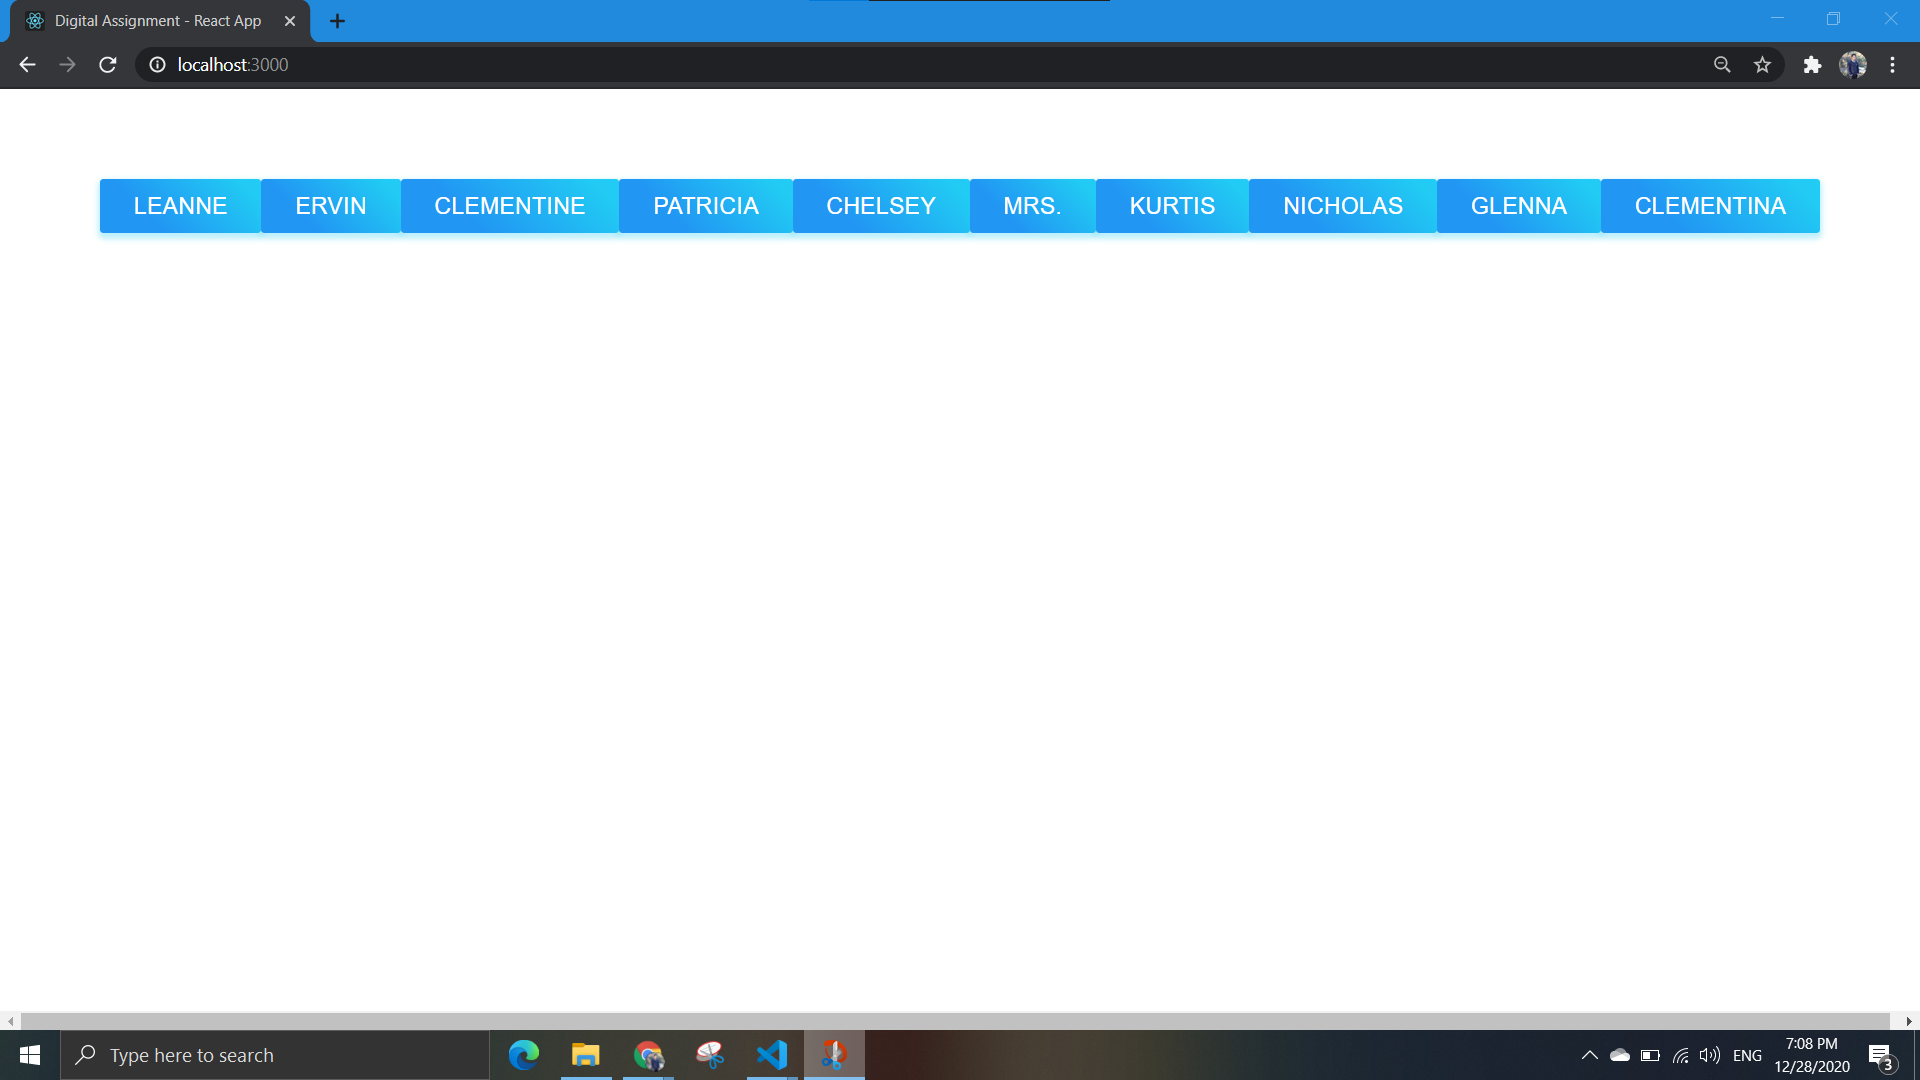 Digital Assignment - React App
localhost:3000
LEANNE ERVIN CLEMENTINE PATRICIA CHELSEY MRS. KURTIS NICHOLAS GLENNA CLEMENTINA
Type here to search
ENG
7:08 PM
12/28/2020
3